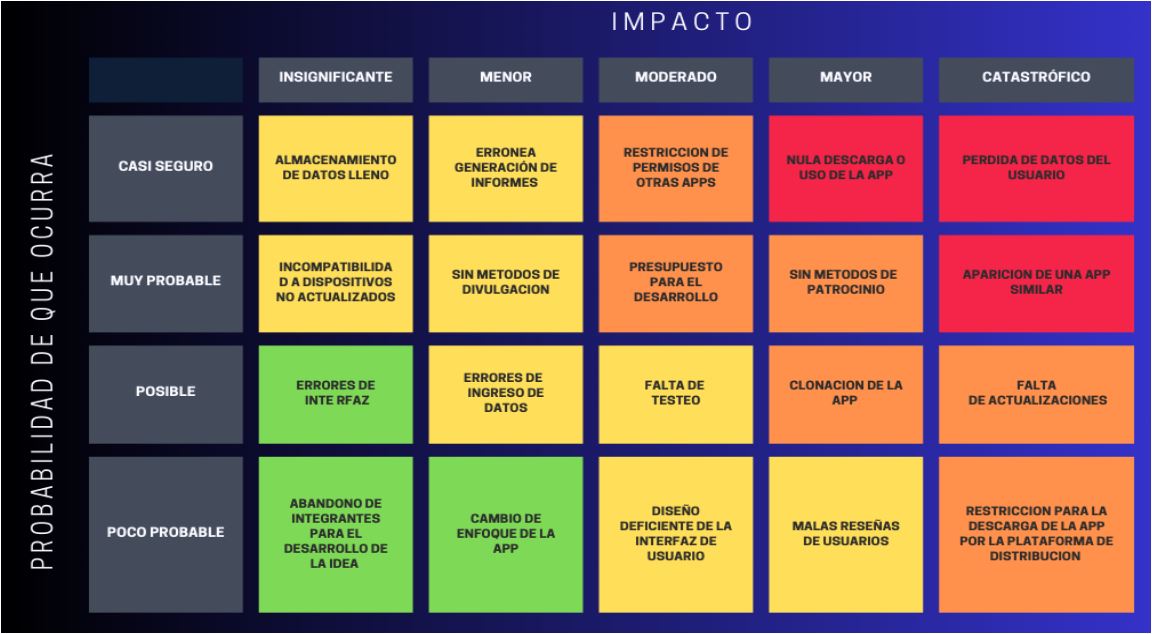 IMPACTO
INSIGNIFICANTE
MENOR
MODERADO
MAYOR
CATASTRÓFICO
PROBABILIDAD DE QUE OCURRA
CASI SEGURO
ALMACENAMIENTO
DE DATOS LLENO
ERRONEA
GENERACIÓN DE
INFORMES
RESTRICCION DE
PERMISOS DE
OTRAS APPS
NULA DESCARGA O
USO DE LA APP
PERDIDA DE DATOS DEL
USUARIO
MUY PROBABLE
INCOMPATIBILIDA
D A DISPOSITIVOS
NO ACTUALIZADOS
SIN METODOS DE
DIVULGACION
PRESUPUESTO
PARA EL
DESARROLLO
SIN METODOS DE
PATROCINIO
APARICION DE UNA APP
SIMILAR
POSIBLE
ERRORES DE
INTE RFAZ
ERRORES DE
INGRESO DE
DATOS
FALTA DE
TESTEO
CLONACION DE LA
APP
FALTA
DE ACTUALIZACIONES
POCO PROBABLE
ABANDONO DE
INTEGRANTES
PARA EL
DESARROLLO DE
LA IDEA
CAMBIO DE
ENFOQUE DE LA
APP
DISEÑO
DEFICIENTE DE LA
INTERFAZ DE
USUARIO
MALAS RESEÑAS
DE USUARIOS
RESTRICCION PARA LA
DESCARGA DE LA APP
POR LA PLATAFORMA DE
DISTRIBUCION